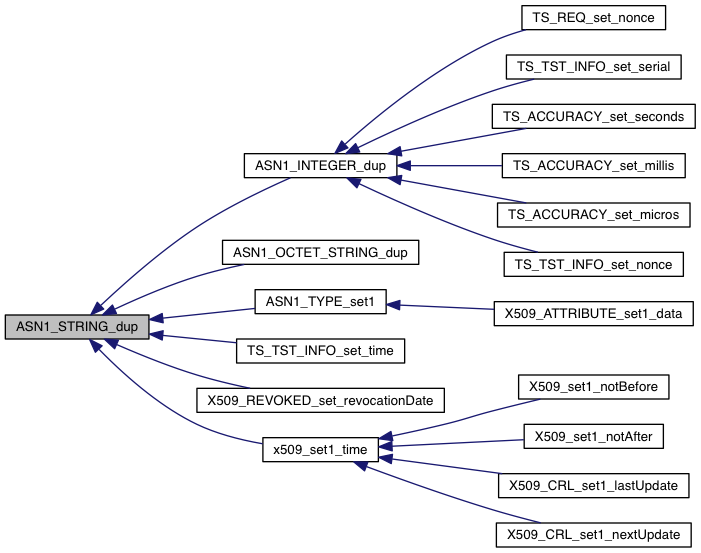 TS_REQ_set_nonce
TS_TST_INFO_set_serial
TS_ACCURACY_set_seconds
ASN1_INTEGER_dup
TS_ACCURACY_set_millis
TS_ACCURACY_set_micros
ASN1_OCTET_STRING_dup
TS_TST_INFO_set_nonce
ASN1_TYPE_set1
X509_ATTRIBUTE_set1_data
ASN1_STRING_dup
TS_TST_INFO_set_time
X509_REVOKED_set_revocationDate
X509_set1_notBefore
x509_set1_time
X509_set1_notAfter
X509_CRL_set1_lastUpdate
X509_CRL_set1_nextUpdate